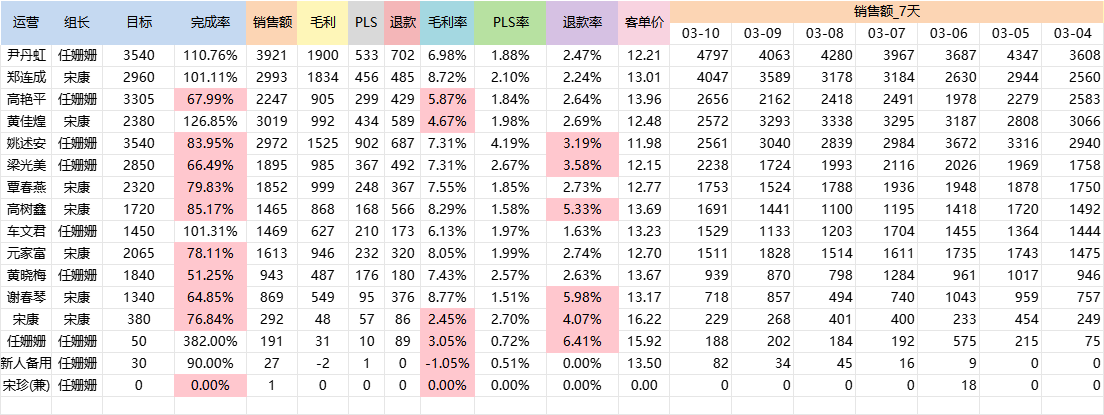 运营 组长 目标 完成率 销售额 毛利 PLS 退款 毛利率 PLS率 退款率 客单价 销售额_7天
03-10 03-09 03-08 03-07 03-06 03-05 03-04
尹丹虹 任姗姗 3540 110.76% 3921 1900 533 702 6.98% 1.88% 2.47% 12.21 4797 4063 4280 3967 3687 4347 3608
郑连成 宋康 2960 101.11% 2993 1834 456 485 8.72% 2.10% 2.24% 13.01 4047 3589 3178 3184 2630 2944 2560
高艳平 任姗姗 3305 67.99% 2247 905 299 429 5.87% 1.84% 2.64% 13.96 2656 2162 2418 2491 1978 2279 2583
黄佳煌 宋康 2380 126.85% 3019 992 434 589 4.67% 1.98% 2.69% 12.48 2572 3293 3338 3295 3187 2808 3066
姚述安 任姗姗 3540 83.95% 2972 1525 902 687 7.31% 4.19% 3.19% 11.98 2561 3040 2839 2984 3672 3316 2940
梁光美 任姗姗 2850 66.49% 1895 985 367 492 7.31% 2.67% 3.58% 12.15 2238 1724 1993 2116 2026 1969 1758
覃春燕 宋康 2320 79.83% 1852 999 248 367 7.55% 1.85% 2.73% 12.77 1753 1524 1788 1936 1948 1878 1750
高树鑫 宋康 1720 85.17% 1465 868 168 566 8.29% 1.58% 5.33% 13.69 1691 1441 1100 1195 1418 1720 1492
车文君 任姗姗 1450 101.31% 1469 627 210 173 6.13% 1.97% 1.63% 13.23 1529 1133 1203 1704 1455 1364 1444
元家富 宋康 2065 78.11% 1613 946 232 320 8.05% 1.99% 2.74% 12.70 1511 1828 1514 1611 1735 1743 1475
黄晓梅 任姗姗 1840 51.25% 943 487 176 180 7.43% 2.57% 2.63% 13.67 939 870 798 1284 961 1017 946
谢春琴 宋康 1340 64.85% 869 549 95 376 8.77% 1.51% 5.98% 13.17 718 857 494 740 1043 959 757
宋康 宋康 380 76.84% 292 48 57 86 2.45% 2.70% 4.07% 16.22 229 268 401 400 233 454 249
任姗姗 任姗姗 50 382.00% 191 31 10 89 3.05% 0.72% 6.41% 15.92 188 202 184 192 575 215 75
新人备用 任姗姗 30 90.00% 27 -2 1 0 -1.05% 0.51% 0.00% 13.50 82 34 45 16 9 0 0
宋珍(兼) 任姗姗 0 0.00% 1 0 0 0 0.00% 0.00% 0.00% 0.00 0 0 0 0 18 0 0